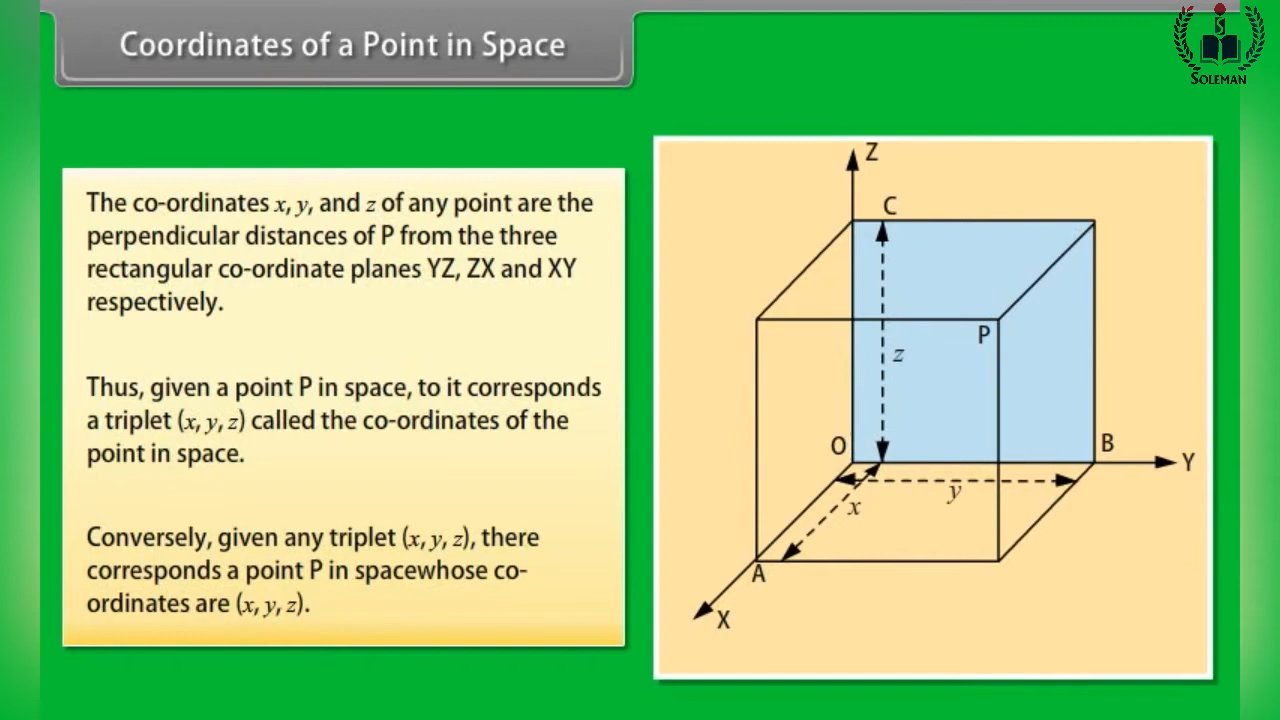 Coordinates of a Point in Space
SOLEMAN
The co-ordinates x, y, and z of any point are the
perpendicular distances of P from the three
rectangular co-ordinate planes YZ, ZX and XY
respectively.
Thus, given a point P in space, to it corresponds
a triplet (x, y, z) called the co-ordinates of the
point in space.
Conversely, given any triplet (x, y, z), there
corresponds a point P in spacewhose co-
ordinates are (x, y, z).
Z
C
P
z
O
B
Y
y
x
A
X